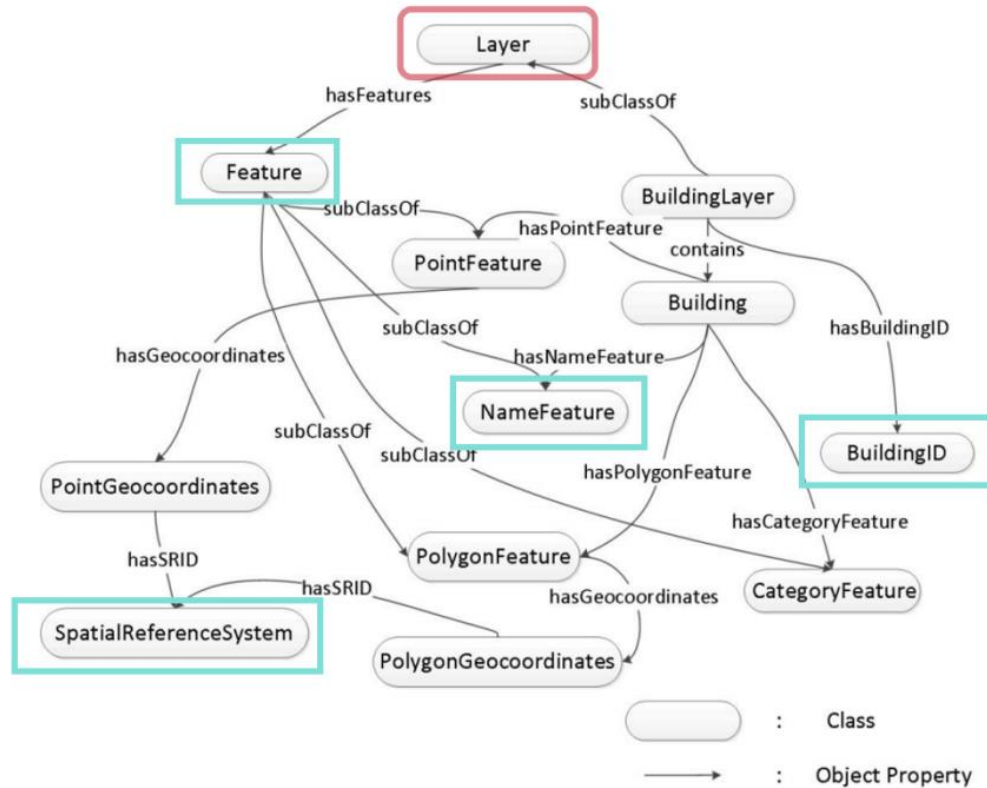 Layer
hasFeatures
subClassOf
Feature
BuildingLayer
subClassOf
hasPointFeature
contains
PointFeature
Building
subClassOf
hasBuildingID
hasGeocoordinates
hasNameFeature
NameFeature
subClassOf
BuildingID
subClassOf
hasPolygonFeature
PointGeocoordinates
hasCategoryFeature
hasSRID
PolygonFeature
hasSRID
hasGeocoordinates
CategoryFeature
SpatialReferenceSystem
PolygonGeocoordinates
: Class
: Object Property